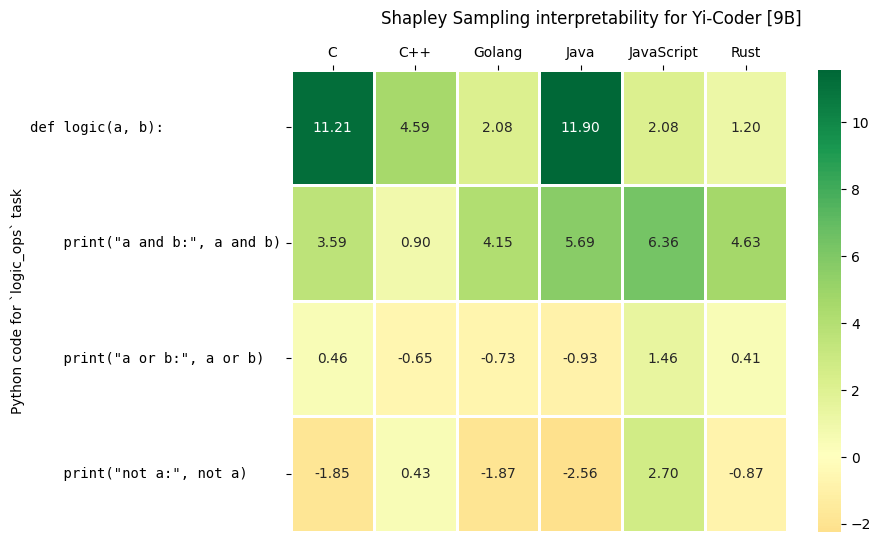 Shapley Sampling interpretability for Yi-Coder [9B]
C C++ Golang Java JavaScript Rust
def logic(a, b): 11.21 4.59 2.08 11.90 2.08 1.20
print("a and b:", a and b) 3.59 0.90 4.15 5.69 6.36 4.63
print("a or b:", a or b) 0.46 -0.65 -0.73 -0.93 1.46 0.41
print("not a:", not a) -1.85 0.43 -1.87 -2.56 2.70 -0.87
Python code for `logic_ops` task
10
8
6
4
2
0
−2